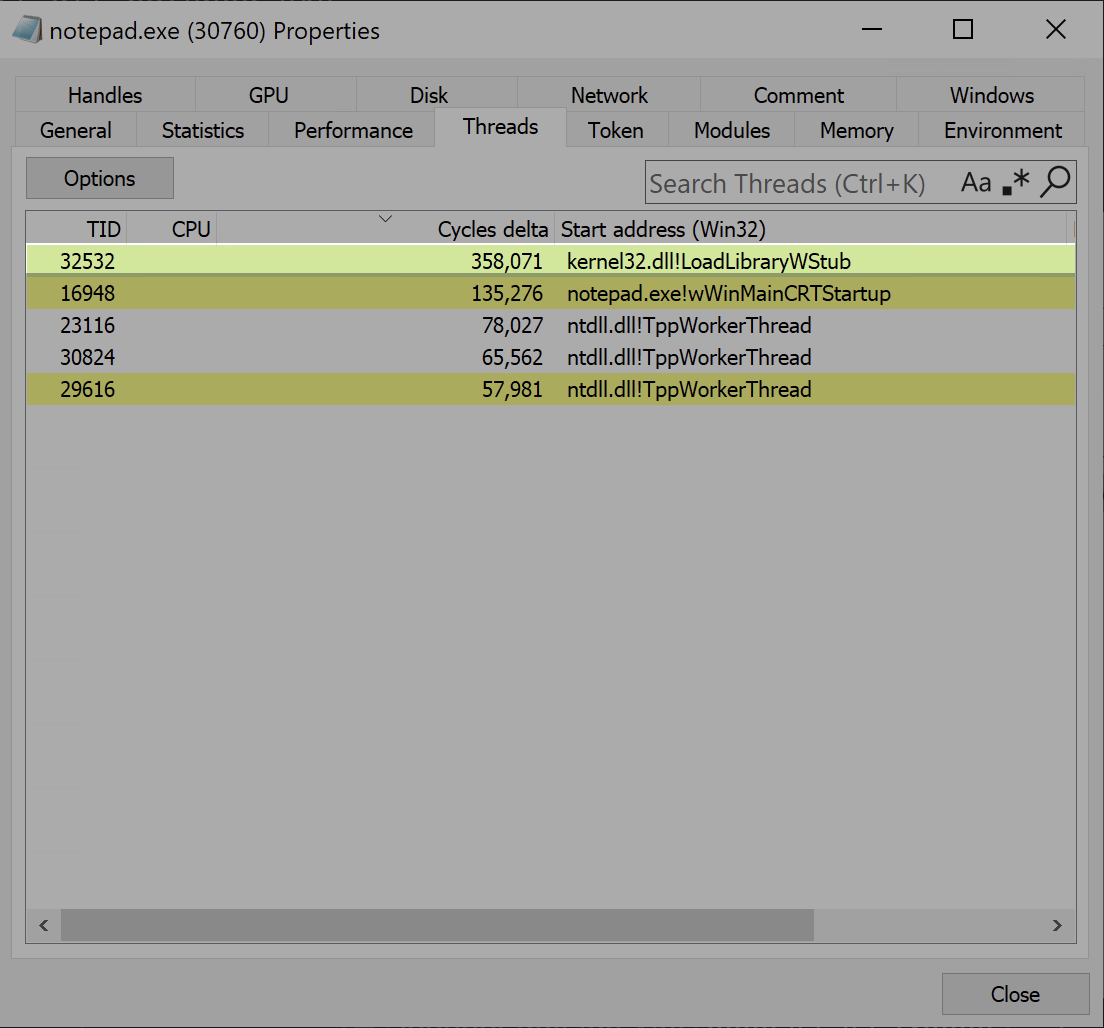 notepad.exe (30760) Properties
Handles GPU Disk Network Comment Windows
General Statistics Performance Threads Token Modules Memory Environment
Options Search Threads (Ctrl+K) Aa .*
TID CPU Cycles delta Start address (Win32)
32532 358,071 kernel32.dll!LoadLibraryWStub
16948 135,276 notepad.exe!wWinMainCRTStartup
23116 78,027 ntdll.dll!TppWorkerThread
30824 65,562 ntdll.dll!TppWorkerThread
29616 57,981 ntdll.dll!TppWorkerThread
Close